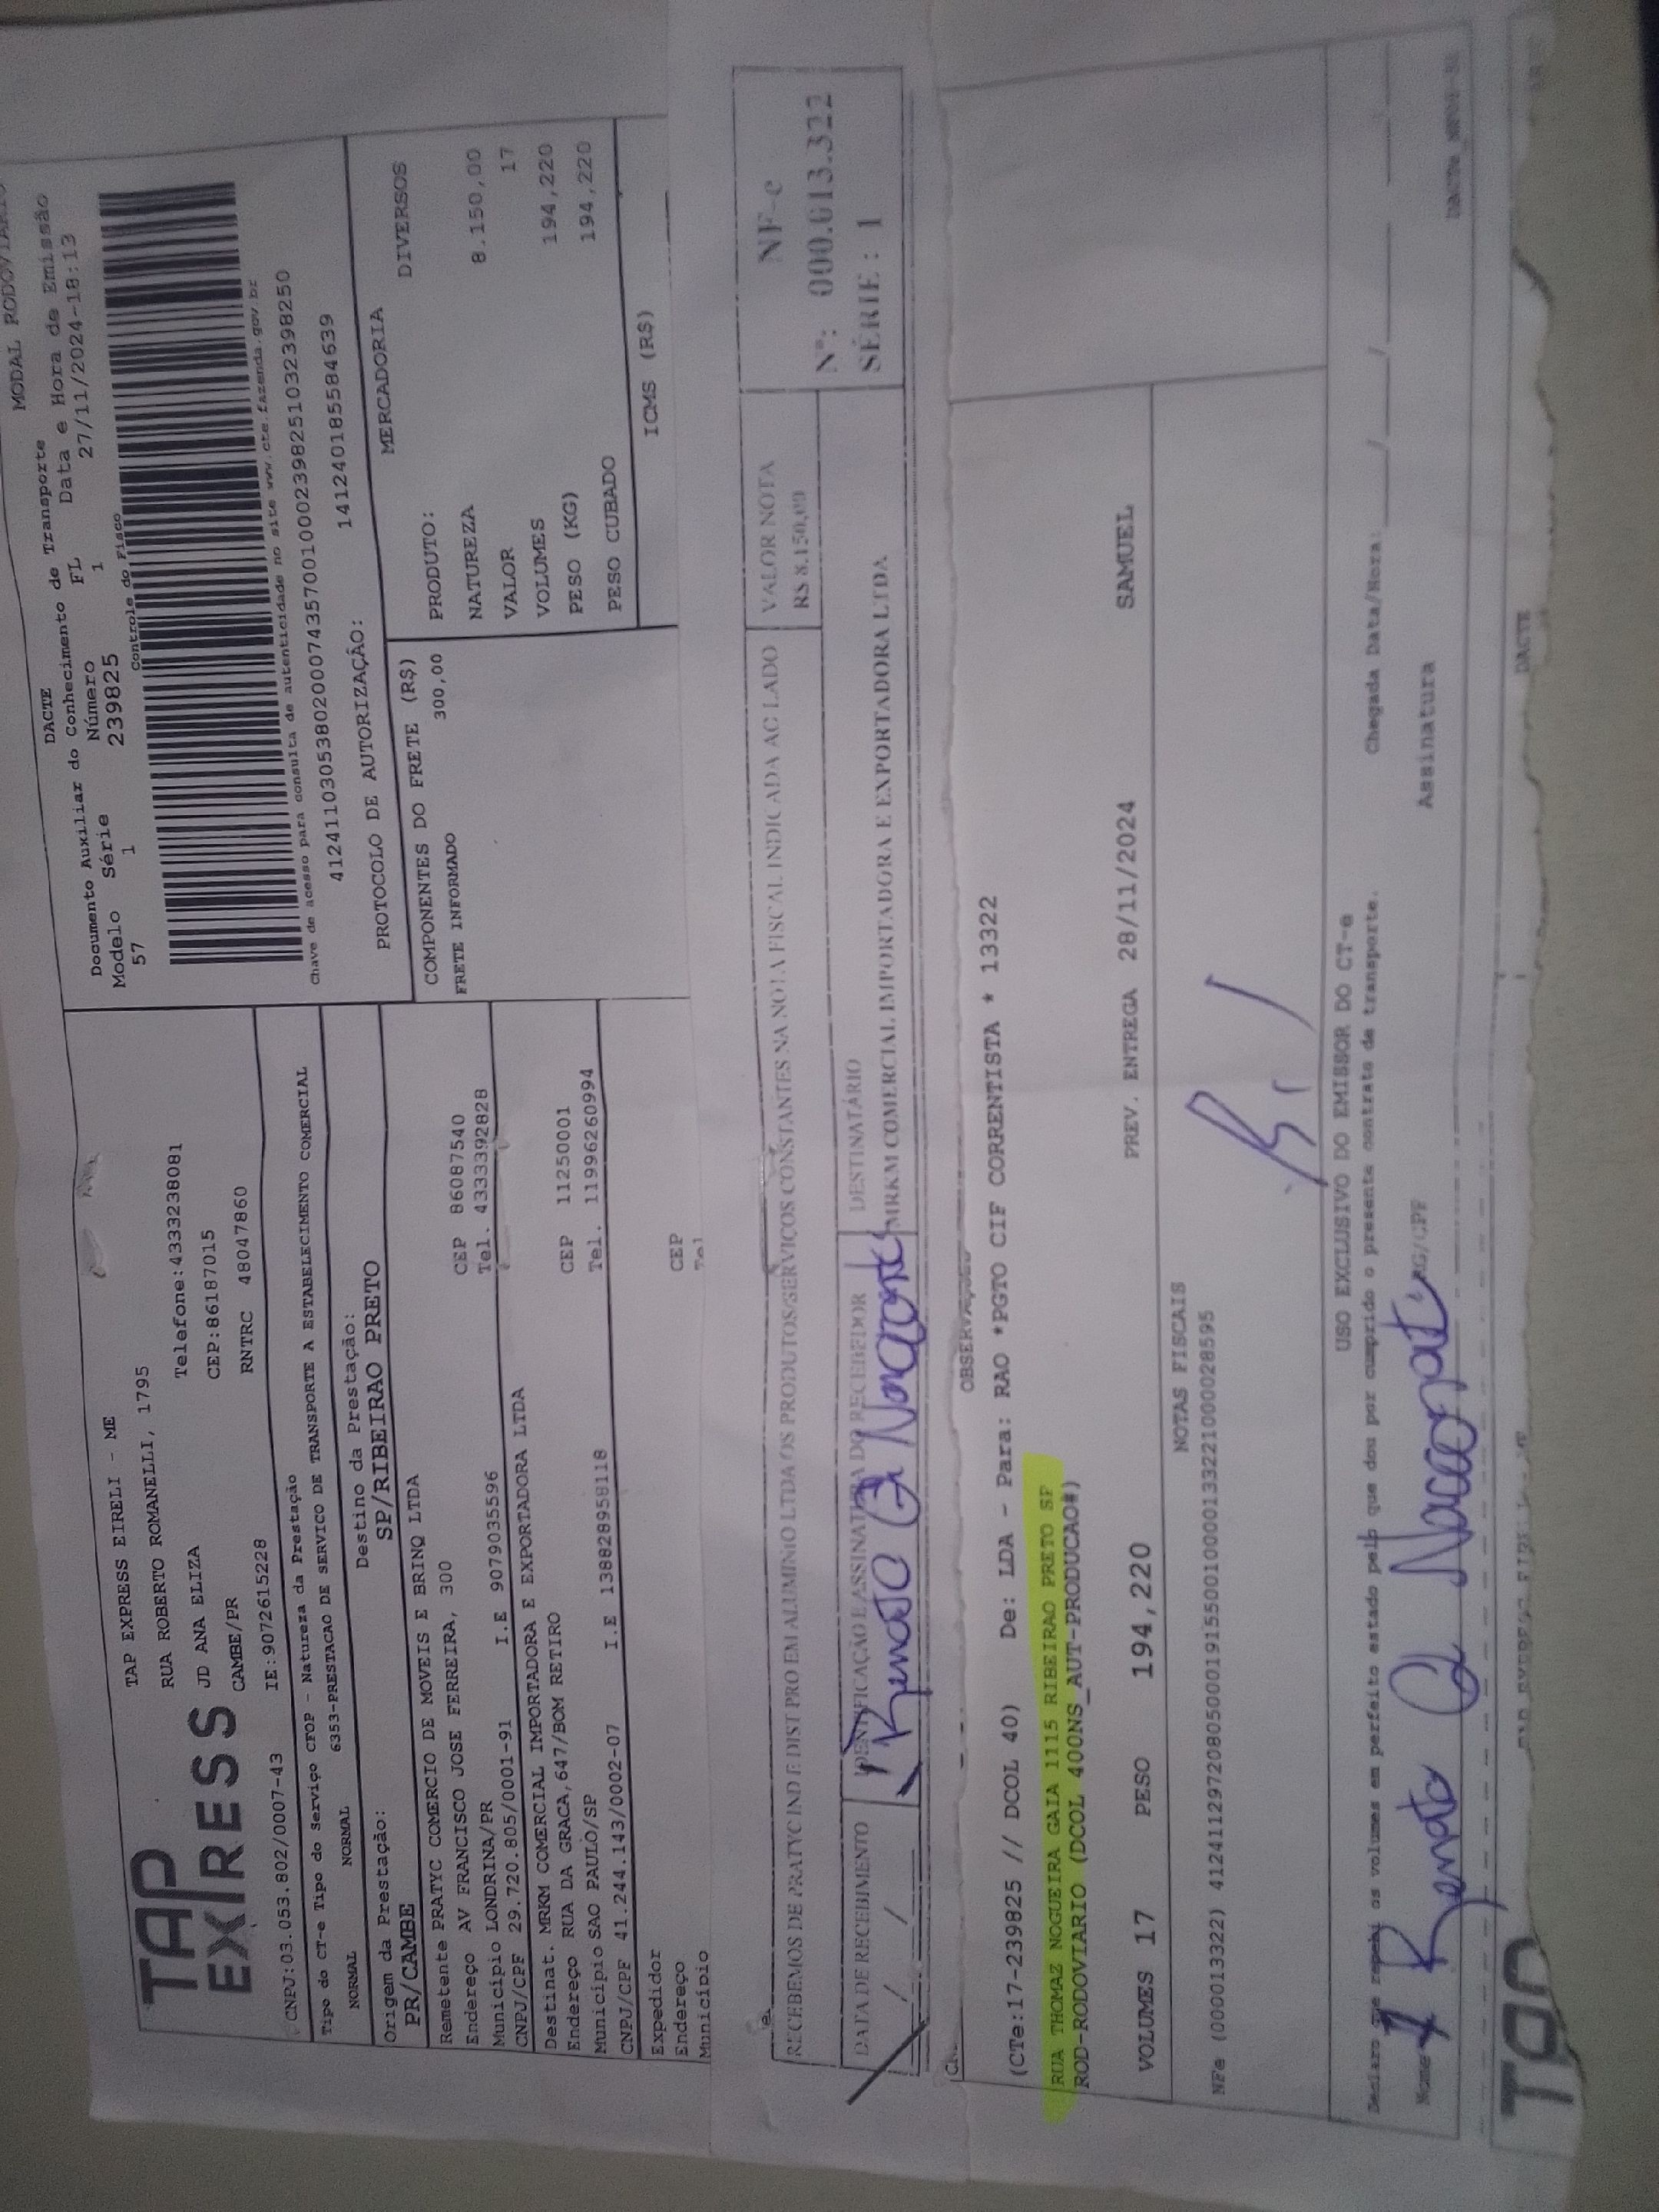 MODAL RODOVIARIO
TAP
EXPRESS
TAP EXPRESS EIRELI - ME
RUA ROBERTO ROMANELLI, 1795
Telefone:4333238081
JD ANA ELIZA
CEP:86187015
CAMBE/PR
RNTRC 48047860
CNPJ:03.053.802/0007-43
IE:9072615228
DACTE
Documento Auxiliar do Conhecimento de Transporte
Modelo Série Número FL Data e Hora de Emissão
57 1 239825 1 27/11/2024-18:13
Controle do Fisco
Chave de acesso para consulta de autenticidade no site www.cte.fazenda.gov.br
41241103053802000743570010002398251032398250
PROTOCOLO DE AUTORIZAÇÃO: 141240185584639
Tipo do CT-e Tipo do Serviço CFOP - Natureza da Prestação
NORMAL NORMAL 6353-PRESTACAO DE SERVICO DE TRANSPORTE A ESTABELECIMENTO COMERCIAL
Origem da Prestação: Destino da Prestação:
PR/CAMBE SP/RIBEIRAO PRETO
Remetente PRATYC COMERCIO DE MOVEIS E BRINQ LTDA
Endereço AV FRANCISCO JOSE FERREIRA, 300 CEP 86087540
Município LONDRINA/PR Tel. 4333392828
CNPJ/CPF 29.720.805/0001-91 I.E 9079035596
Destinat. MRKM COMERCIAL IMPORTADORA E EXPORTADORA LTDA
Endereço RUA DA GRACA,647/BOM RETIRO CEP 11250001
Município SAO PAULO/SP Tel. 11996260994
CNPJ/CPF 41.244.143/0002-07 I.E 138828958118
Expedidor
Endereço CEP
Município Tel
COMPONENTES DO FRETE (R$)
FRETE INFORMADO 300,00
MERCADORIA
PRODUTO: DIVERSOS
NATUREZA
VALOR 8.150,00
VOLUMES 17
PESO (KG) 194,220
PESO CUBADO 194,220
ICMS (R$)
RECEBEMOS DE PRATYC IND E DIST PRO EM ALUMINIO LTDA OS PRODUTOS/SERVICOS CONSTANTES NA NOTA FISCAL INDICADA AO LADO
VALOR NOTA
R$ 8.150,00
NF-e
Nº: 000.013.322
SÉRIE : 1
DATA DE RECEBIMENTO
IDENTIFICAÇÃO E ASSINATURA DO RECEBEDOR
DESTINATÁRIO
MRKM COMERCIAL IMPORTADORA E EXPORTADORA LTDA
Renato
(CTe:17-239825 // DCOL 40) De: LDA - Para: RAO *PGTO CIF CORRENTISTA * 13322
RUA THOMAZ NOGUEIRA GAIA 1115 RIBEIRAO PRETO SP
ROD-RODOVIARIO (DCOL 400NS_AUT-PRODUCAO#)
VOLUMES 17 PESO 194,220 PREV. ENTREGA 28/11/2024 SAMUEL
NOTAS FISCAIS
NFe (000013322) 41241129720805000191550010000133221000028595
USO EXCLUSIVO DO EMISSOR DO CT-e
Declaro que recebi os volumes em perfeito estado pelo que dou por cumprido o presente contrato de transporte.
Chegada Data/Hora: ___/___/___
Nome Renato RG/CPF Assinatura
DACTE
TAP